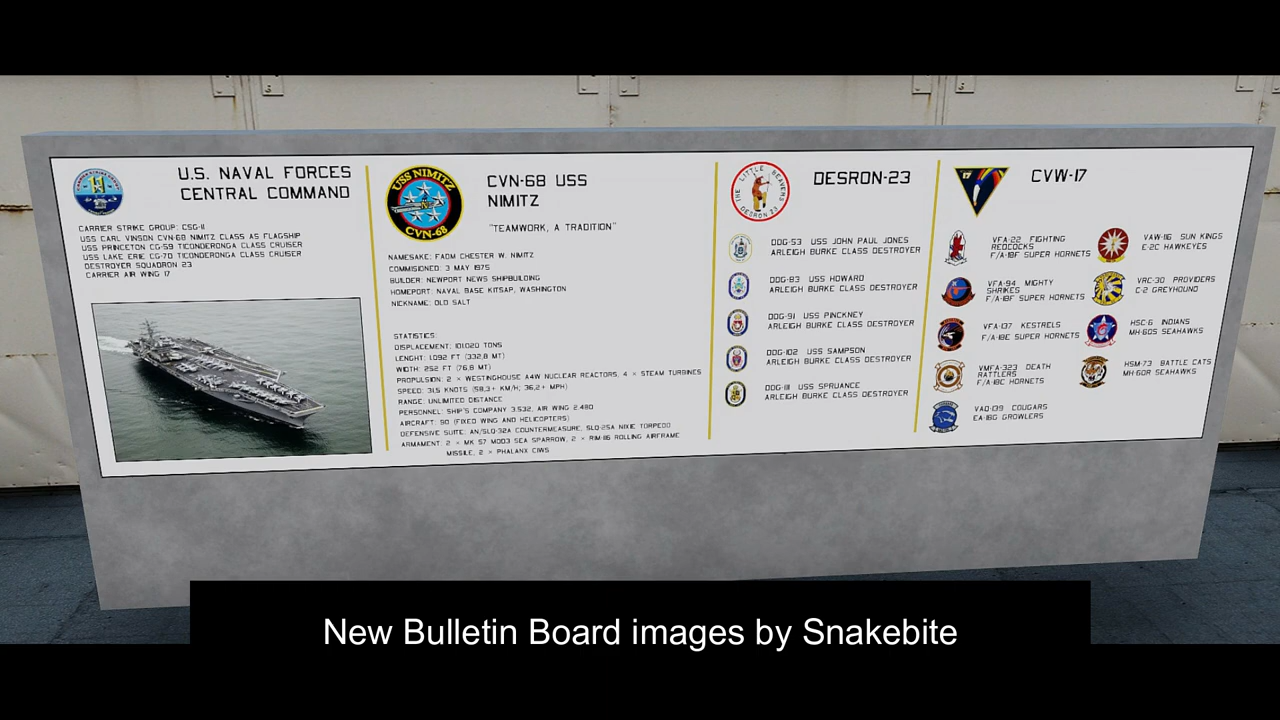 U.S. NAVAL FORCES
CENTRAL COMMAND
CARRIER STRIKE GROUP: CSG-11
USS CARL VINSON CVN-68 NIMITZ CLASS AS FLAGSHIP
USS PRINCETON CG-59 TICONDEROGA CLASS CRUISER
USS LAKE ERIE CG-70 TICONDEROGA CLASS CRUISER
DESTROYER SQUADRON 23
CARRIER AIR WING 17
USS NIMITZ
CVN-68
CVN-68 USS
NIMITZ
"TEAMWORK, A TRADITION"
NAMESAKE: FADM CHESTER W. NIMITZ
COMMISIONED: 3 MAY 1975
BUILDER: NEWPORT NEWS SHIPBUILDING
HOMEPORT: NAVAL BASE KITSAP, WASHINGTON
NICKNAME: OLD SALT
STATISTICS:
DISPLACEMENT: 101.020 TONS
LENGHT: 1.092 FT (332,8 MT)
WIDTH: 252 FT (76,8 MT)
PROPULSION: 2 × WESTINGHOUSE A4W NUCLEAR REACTORS, 4 × STEAM TURBINES
SPEED: 31,5 KNOTS (58,3+ KM/H; 36,2+ MPH)
RANGE: UNLIMITED DISTANCE
PERSONNEL: SHIP'S COMPANY 3.532, AIR WING 2.480
AIRCRAFT: 90 (FIXED WING AND HELICOPTERS)
DEFENSIVE SUITE: AN/SLQ-32A COUNTERMEASURE, SLQ-25A NIXIE TORPEDO
ARMAMENT: 2 × MK 57 MOD3 SEA SPARROW, 2 × RIM-116 ROLLING AIRFRAME
MISSILE, 2 × PHALANX CIWS
THE LITTLE BEAVERS
DESRON 23
DESRON-23
DDG-53 USS JOHN PAUL JONES
ARLEIGH BURKE CLASS DESTROYER
DDG-83 USS HOWARD
ARLEIGH BURKE CLASS DESTROYER
DDG-91 USS PINCKNEY
ARLEIGH BURKE CLASS DESTROYER
DDG-102 USS SAMPSON
ARLEIGH BURKE CLASS DESTROYER
DDG-111 USS SPRUANCE
ARLEIGH BURKE CLASS DESTROYER
17
CVW-17
VFA-22 FIGHTING
REDCOCKS
F/A-18F SUPER HORNETS
VFA-94 MIGHTY
SHRIKES
F/A-18F SUPER HORNETS
VFA-137 KESTRELS
F/A-18E SUPER HORNETS
VMFA-323 DEATH
RATTLERS
F/A-18C HORNETS
VAQ-139 COUGARS
EA-18G GROWLERS
VAW-116 SUN KINGS
E-2C HAWKEYES
VRC-30 PROVIDERS
C-2 GREYHOUND
HSC-6 INDIANS
MH-60S SEAHAWKS
HSM-73 BATTLE CATS
MH-60R SEAHAWKS
New Bulletin Board images by Snakebite